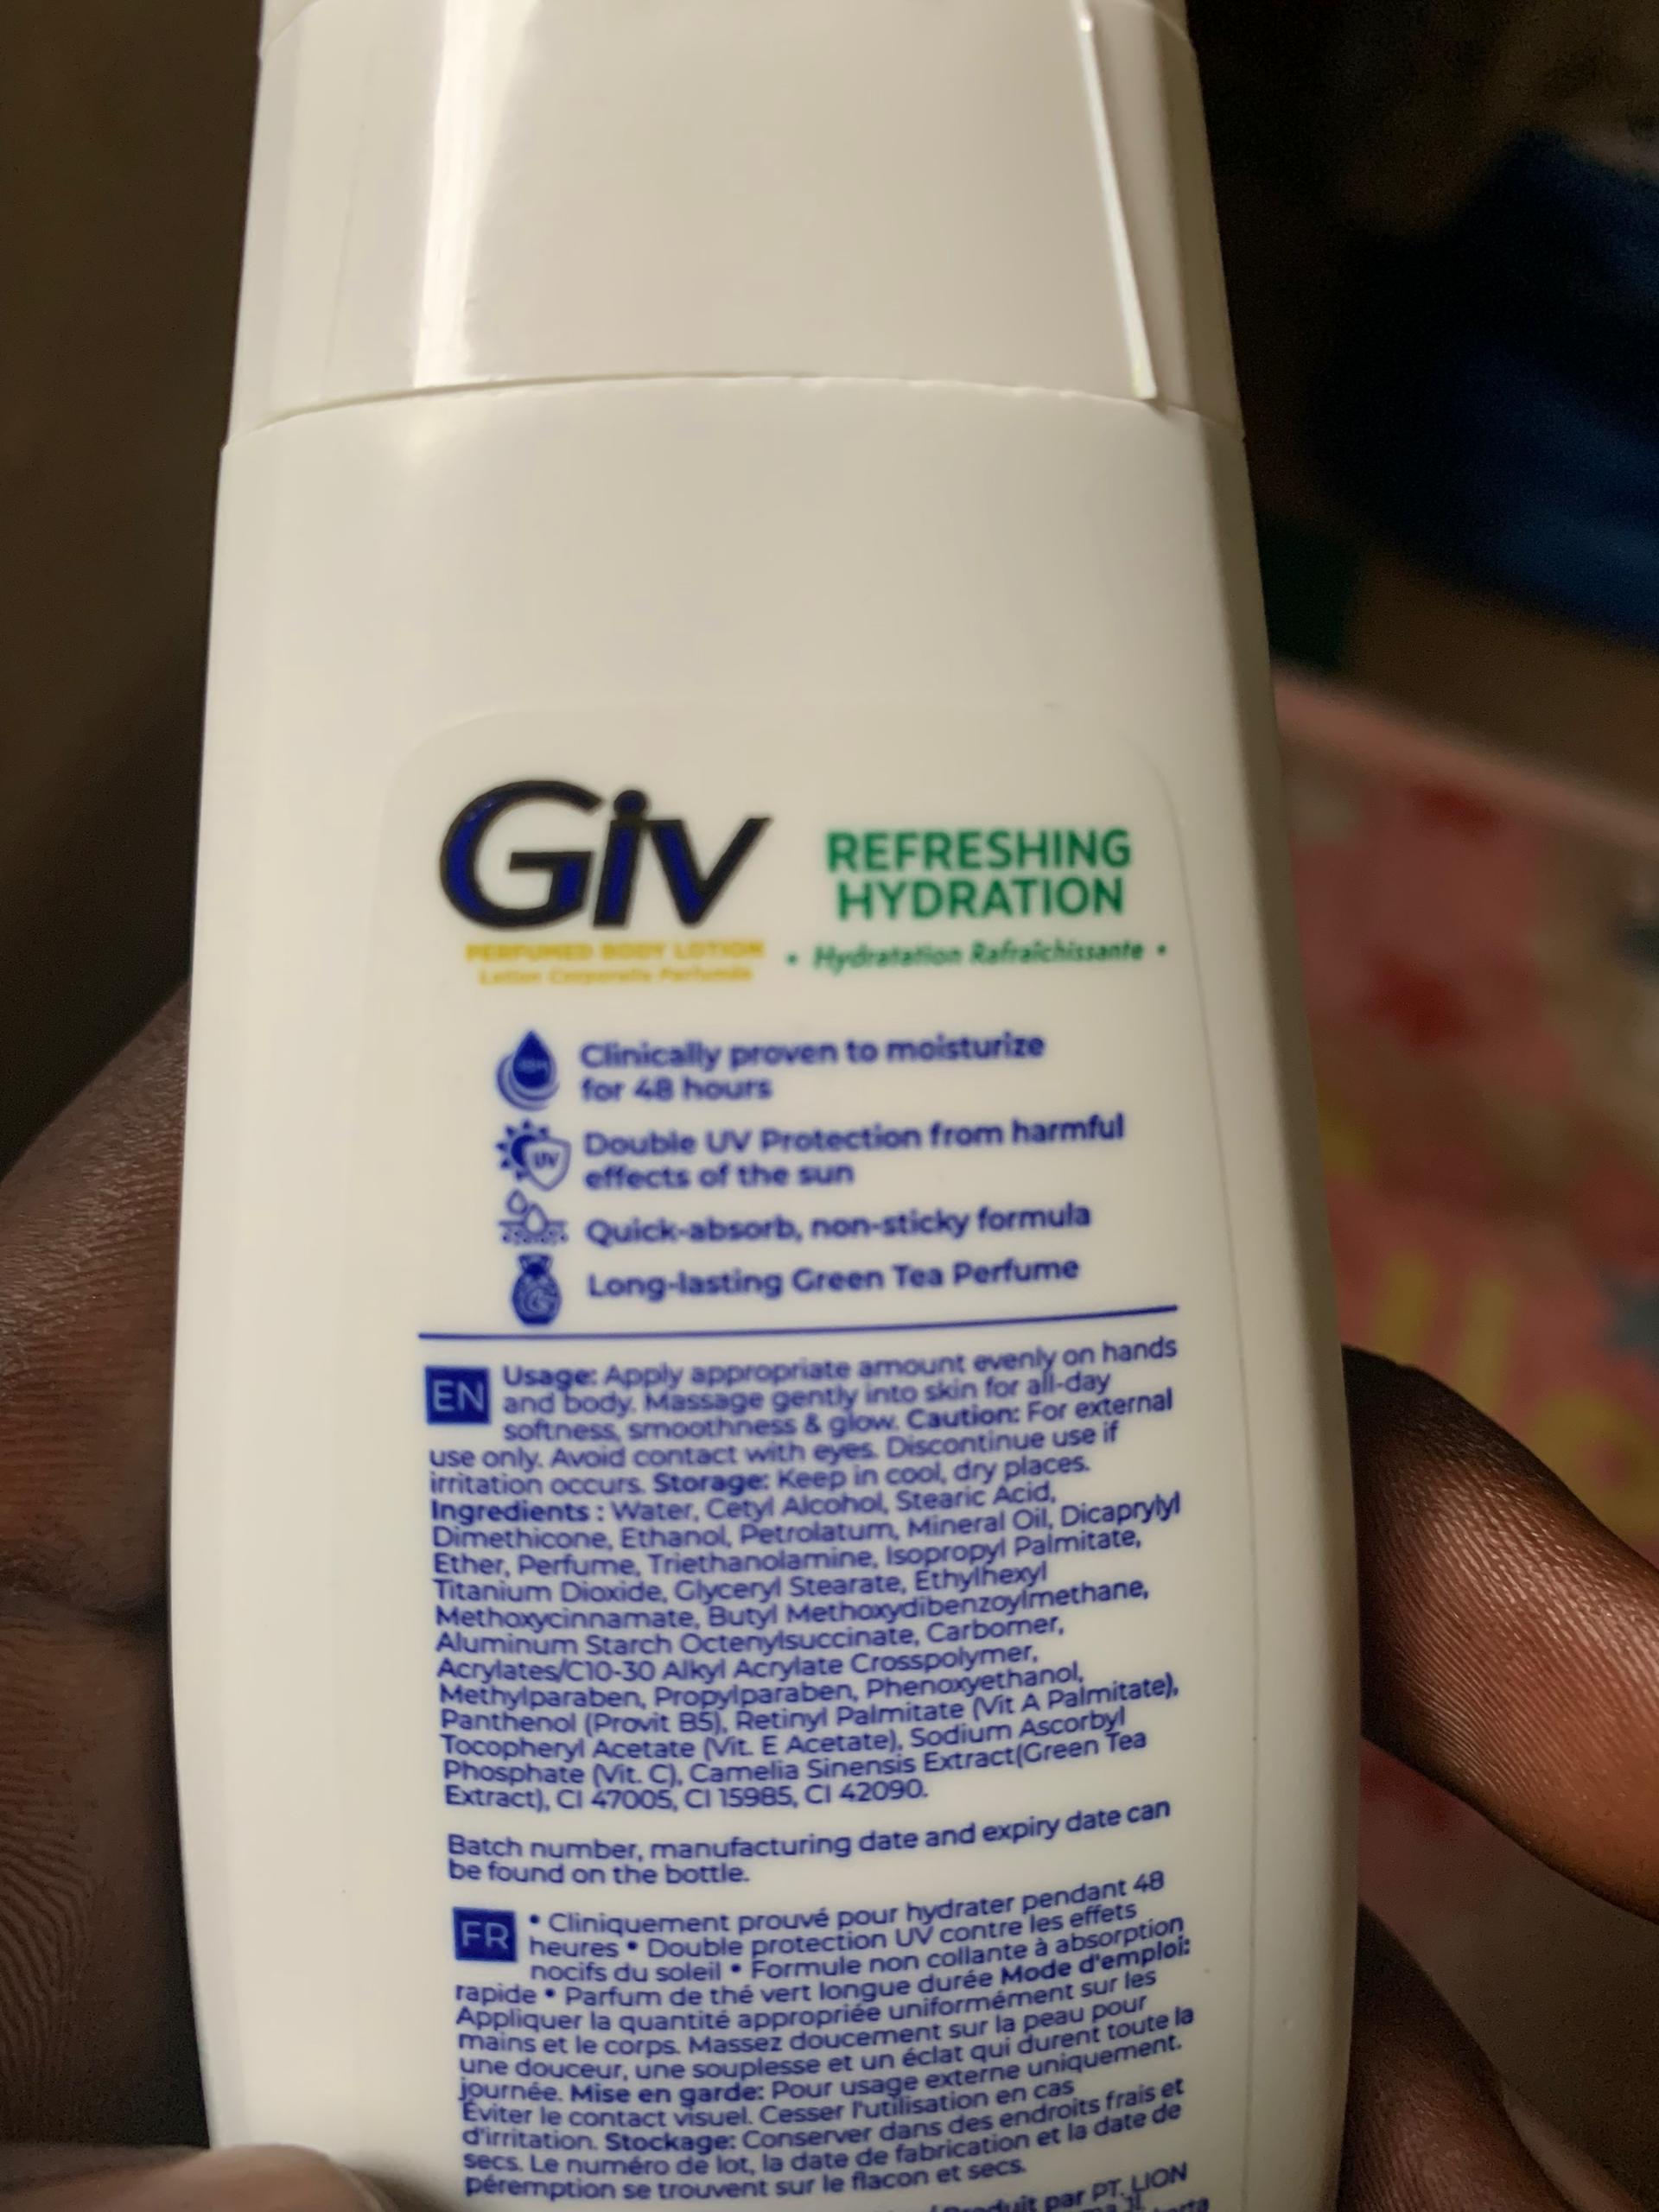 Giv
PERFUMED BODY LOTION
Lotion Corporelle Parfumée
REFRESHING
HYDRATION
• Hydratation Rafraîchissante •
Clinically proven to moisturize
for 48 hours
UV
Double UV Protection from harmful
effects of the sun
Quick-absorb, non-sticky formula
Long-lasting Green Tea Perfume
EN
Usage: Apply appropriate amount evenly on hands
and body. Massage gently into skin for all-day
softness, smoothness & glow. Caution: For external
use only. Avoid contact with eyes. Discontinue use if
irritation occurs. Storage: Keep in cool, dry places.
Ingredients : Water, Cetyl Alcohol, Stearic Acid,
Dimethicone, Ethanol, Petrolatum, Mineral Oil, Dicaprylyl
Ether, Perfume, Triethanolamine, Isopropyl Palmitate,
Titanium Dioxide, Glyceryl Stearate, Ethylhexyl
Methoxycinnamate, Butyl Methoxydibenzoylmethane,
Aluminum Starch Octenylsuccinate, Carbomer,
Acrylates/C10-30 Alkyl Acrylate Crosspolymer,
Methylparaben, Propylparaben, Phenoxyethanol,
Panthenol (Provit B5), Retinyl Palmitate (Vit A Palmitate),
Tocopheryl Acetate (Vit. E Acetate), Sodium Ascorbyl
Phosphate (Vit. C), Camelia Sinensis Extract(Green Tea
Extract), CI 47005, CI 15985, CI 42090.
Batch number, manufacturing date and expiry date can
be found on the bottle.
FR
• Cliniquement prouvé pour hydrater pendant 48
heures • Double protection UV contre les effets
nocifs du soleil • Formule non collante à absorption
rapide • Parfum de thé vert longue durée Mode d'emploi:
Appliquer la quantité appropriée uniformément sur les
mains et le corps. Massez doucement sur la peau pour
une douceur, une souplesse et un éclat qui durent toute la
journée. Mise en garde: Pour usage externe uniquement.
Éviter le contact visuel. Cesser l'utilisation en cas
d'irritation. Stockage: Conserver dans des endroits frais et
secs. Le numéro de lot, la date de fabrication et la date de
péremption se trouvent sur le flacon et secs.
Produit par PT. LION